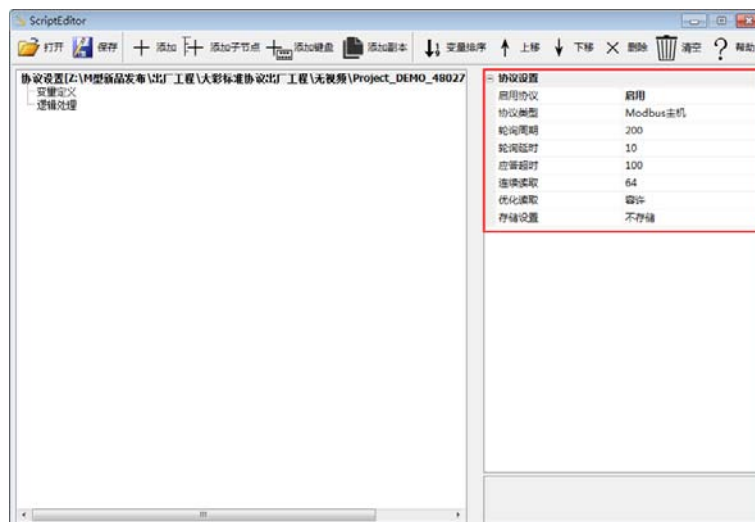 ScriptEditor
打开 保存 添加 添加子节点 添加键盘 添加副本 变量排序 上移 下移 删除 清空 帮助
协议设置[Z:\M型新品发布\出厂工程\大彩标准协议出厂工程\无视频\Project_DEMO_48027
变量定义
逻辑处理
协议设置
启用协议 启用
协议类型 Modbus主机
轮询周期 200
轮询延时 10
应答超时 100
连续读取 64
优化读取 容许
存储设置 不存储